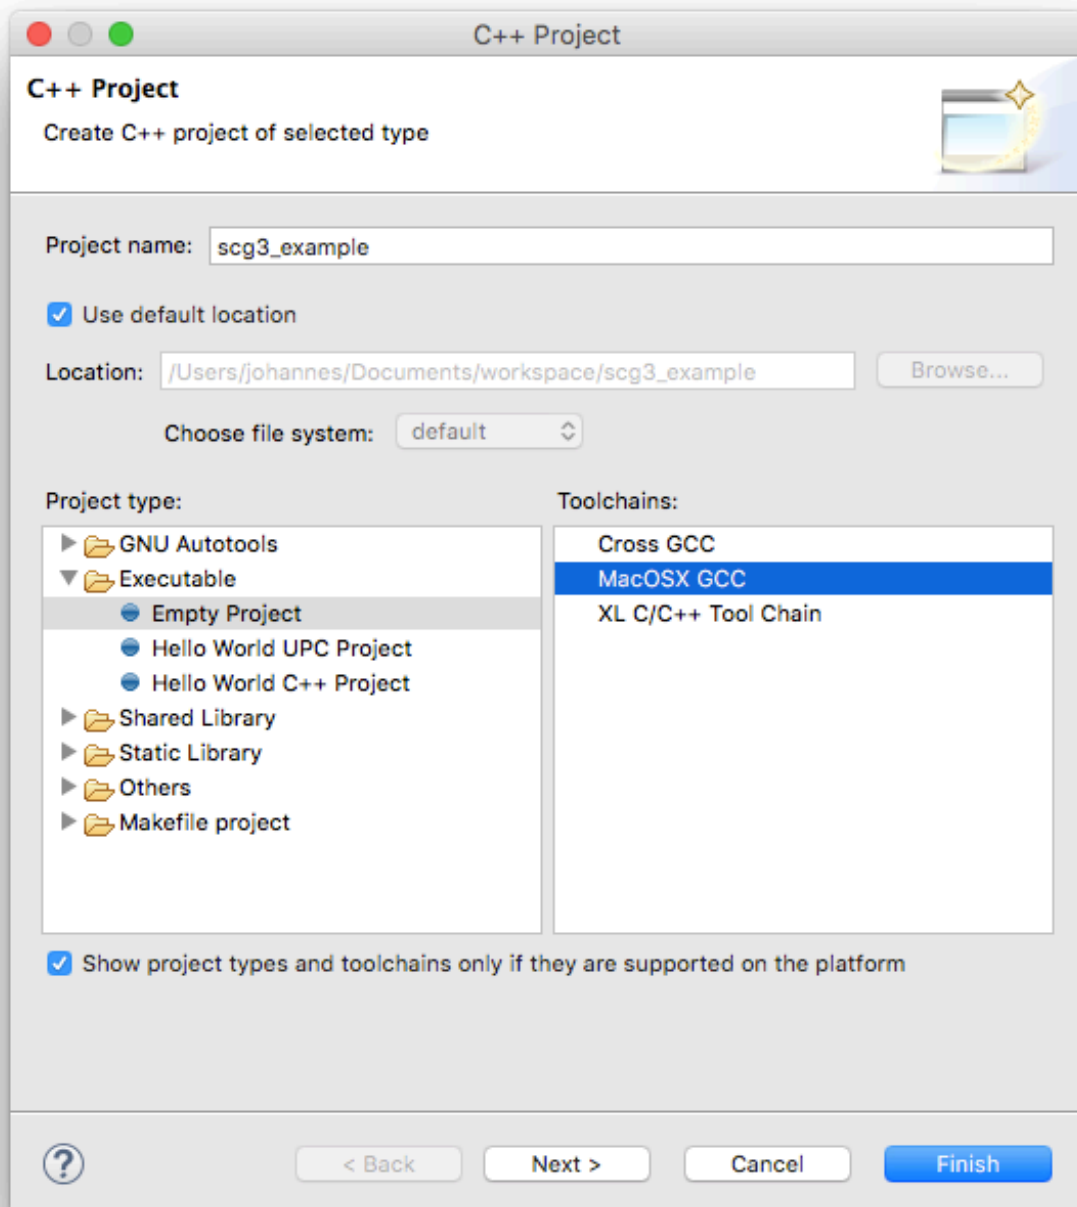 C++ Project
C++ Project
Create C++ project of selected type
Project name: scg3_example
Use default location
Location: /Users/johannes/Documents/workspace/scg3_example Browse...
Choose file system: default
Project type: Toolchains:
GNU Autotools Cross GCC
Executable MacOSX GCC
Empty Project XL C/C++ Tool Chain
Hello World UPC Project
Hello World C++ Project
Shared Library
Static Library
Others
Makefile project
Show project types and toolchains only if they are supported on the platform
? < Back Next > Cancel Finish